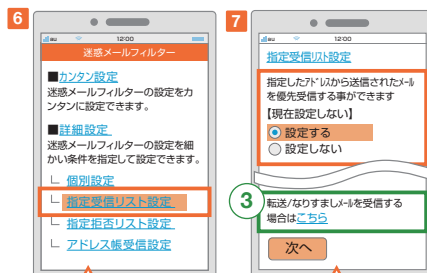 6
au 12:00
迷惑メールフィルター
■カンタン設定
迷惑メールフィルターの設定をカ
ンタンに設定できます。
■詳細設定
迷惑メールフィルターの設定を細
かい条件を指定して設定できます。
個別設定
指定受信リスト設定
指定拒否リスト設定
アドレス帳受信設定
7
au 12:00
指定受信リスト設定
指定したアドレスから送信されたメール
を優先受信する事ができます
【現在設定しない】
設定する
設定しない
3
転送/なりすましメールを受信する
場合はこちら
次へ